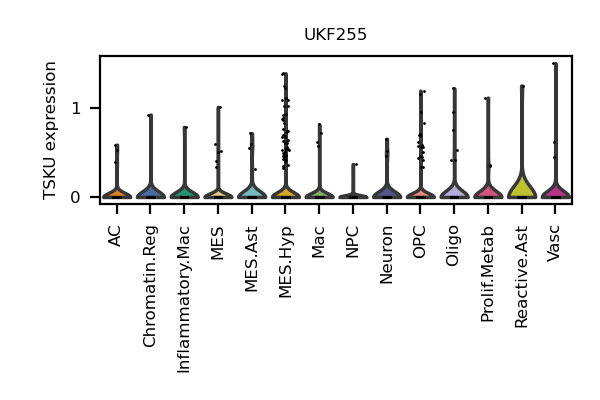 UKF255
TSKU expression
1
0
AC
Chromatin.Reg
Inflammatory.Mac
MES
MES.Ast
MES.Hyp
Mac
NPC
Neuron
OPC
Oligo
Prolif.Metab
Reactive.Ast
Vasc